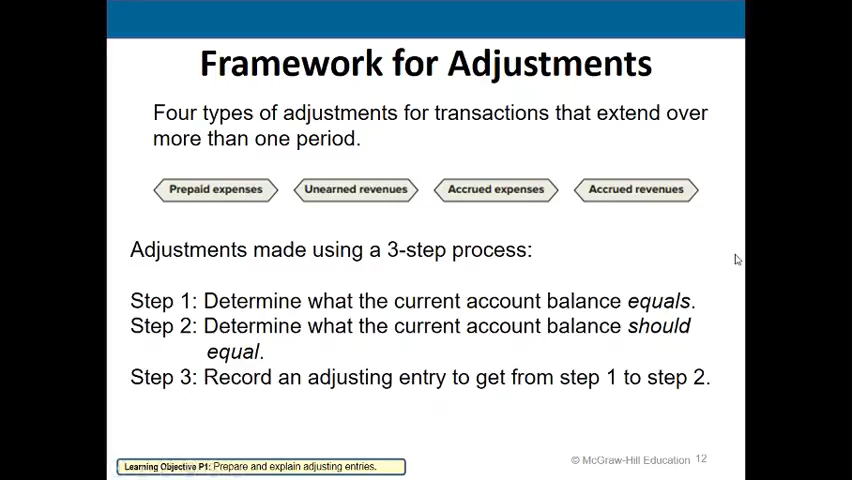 Framework for Adjustments
Four types of adjustments for transactions that extend over
more than one period.
Prepaid expenses Unearned revenues Accrued expenses Accrued revenues
Adjustments made using a 3-step process:
Step 1: Determine what the current account balance equals.
Step 2: Determine what the current account balance should
equal.
Step 3: Record an adjusting entry to get from step 1 to step 2.
Learning Objective P1: Prepare and explain adjusting entries.
© McGraw-Hill Education 12